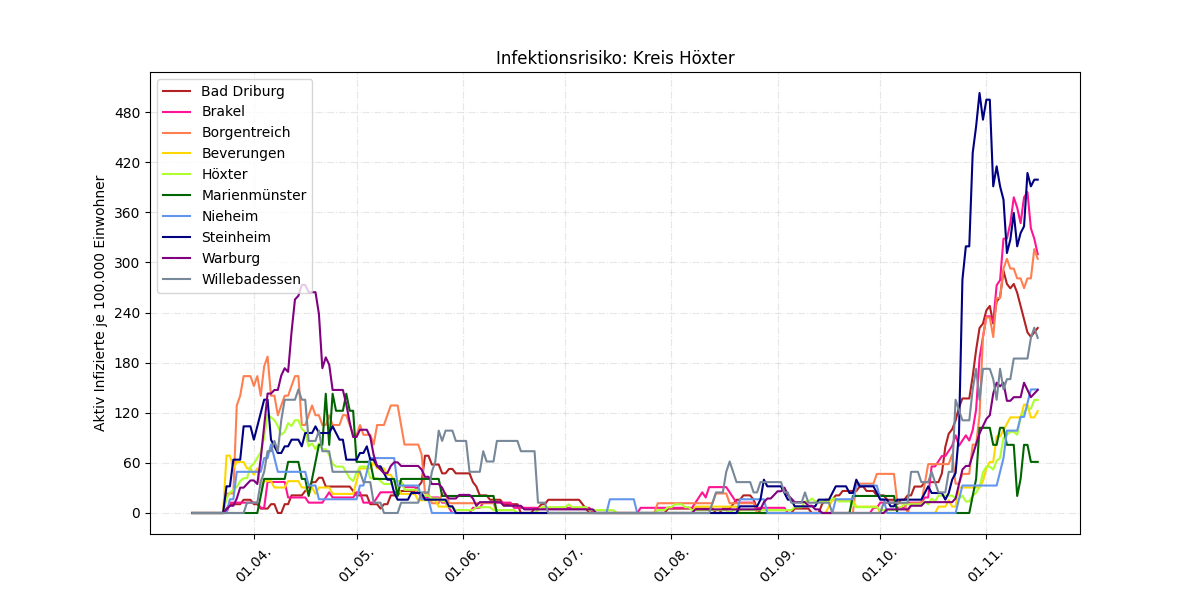 Infektionsrisiko: Kreis Höxter
Aktiv Infizierte je 100.000 Einwohner
480
420
360
300
240
180
120
60
0
Bad Driburg
Brakel
Borgentreich
Beverungen
Höxter
Marienmünster
Nieheim
Steinheim
Warburg
Willebadessen
01.04.
01.05.
01.06.
01.07.
01.08.
01.09.
01.10.
01.11.